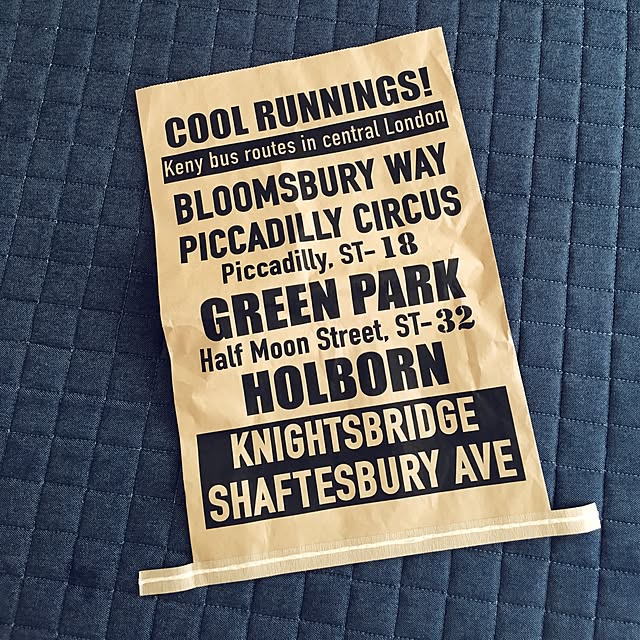 COOL RUNNINGS!
Keny bus routes in central London
BLOOMSBURY WAY
PICCADILLY CIRCUS
Piccadilly, ST-18
GREEN PARK
Half Moon Street, ST-32
HOLBORN
KNIGHTSBRIDGE
SHAFTESBURY AVE